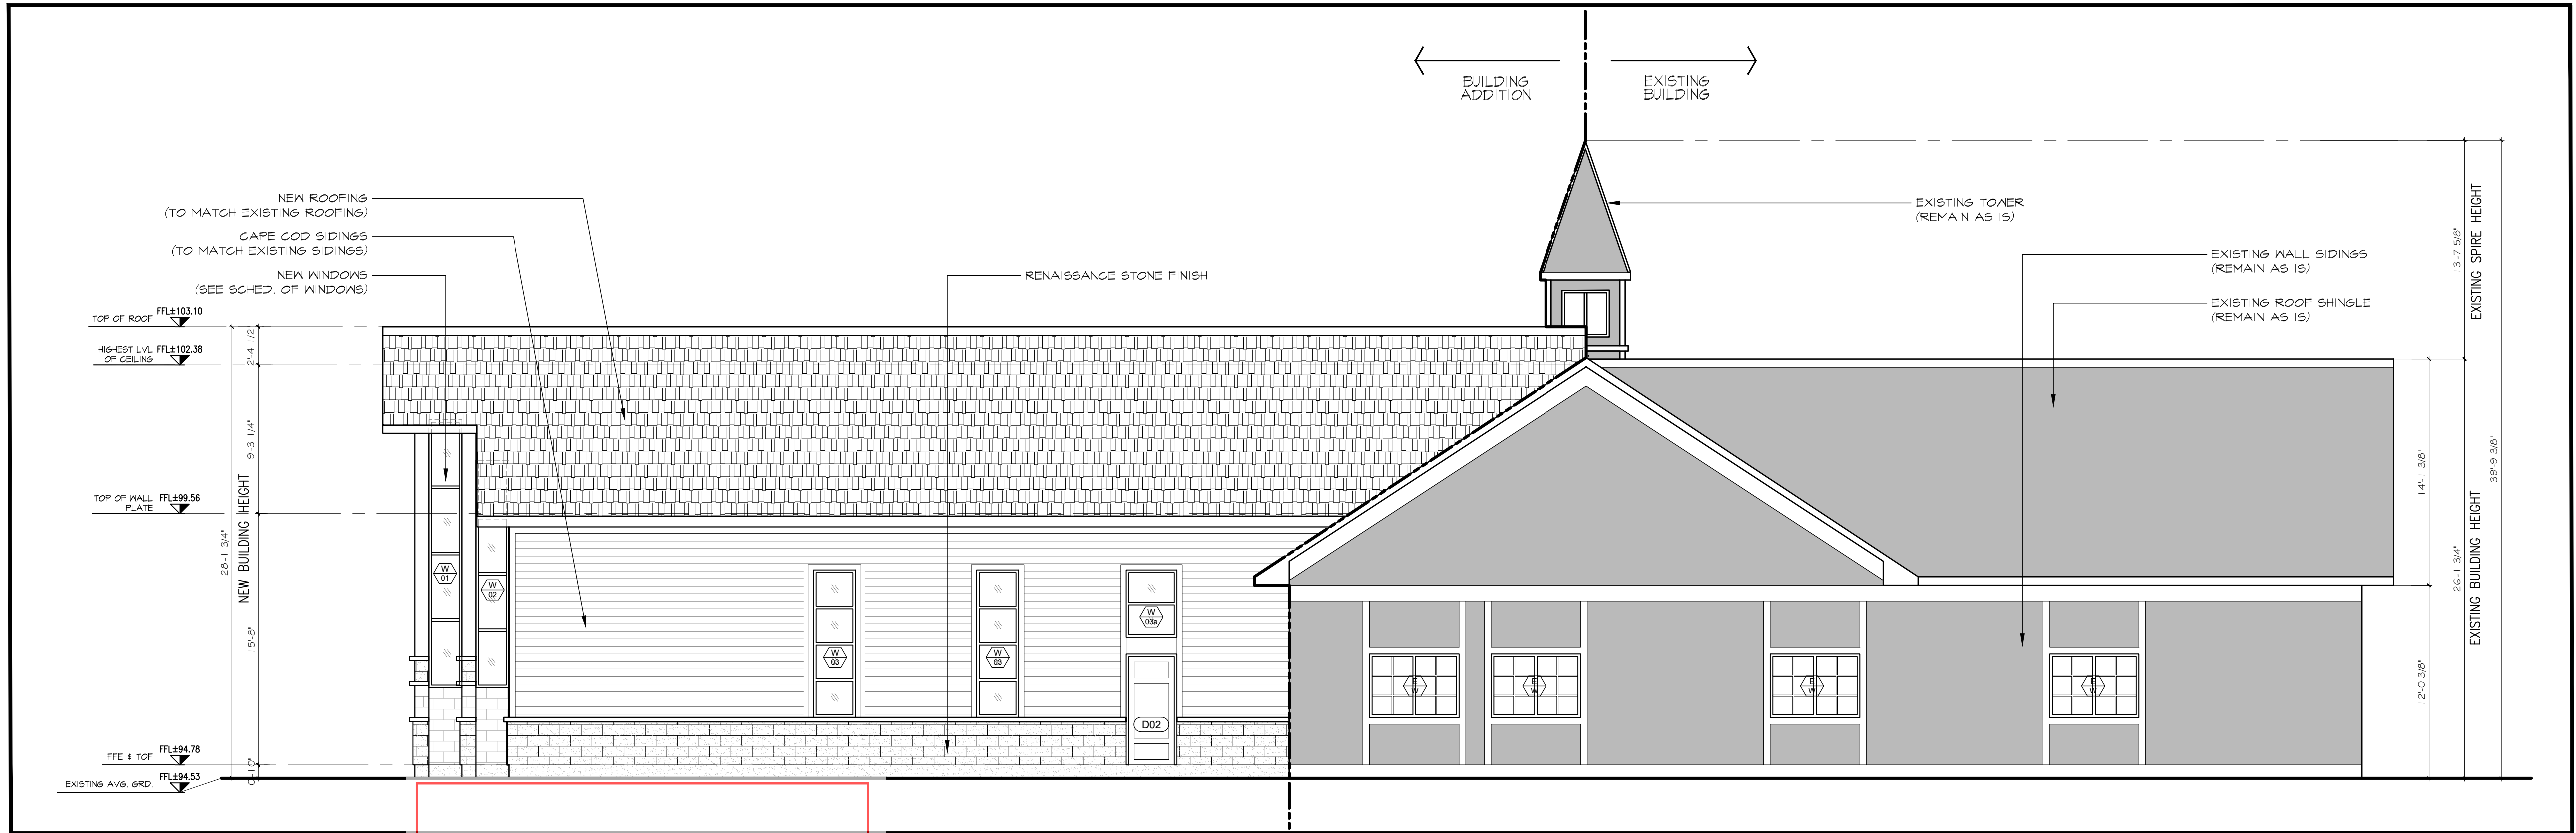 BUILDING
ADDITION
EXISTING
BUILDING
NEW ROOFING
(TO MATCH EXISTING ROOFING)
CAPE COD SIDINGS
(TO MATCH EXISTING SIDINGS)
NEW WINDOWS
(SEE SCHED. OF WINDOWS)
RENAISSANCE STONE FINISH
EXISTING TOWER
(REMAIN AS IS)
EXISTING WALL SIDINGS
(REMAIN AS IS)
EXISTING ROOF SHINGLE
(REMAIN AS IS)
TOP OF ROOF FFL±103.10
HIGHEST LVL FFL±102.38
OF CEILING
TOP OF WALL FFL±99.56
PLATE
FFE & TOF FFL±94.78
EXISTING AVG. GRD. FFL±94.53
28'-1 3/4"
NEW BUILDING HEIGHT
2'-4 1/2"
9'-3 1/4"
15'-8"
0'-10"
W
01
W
02
W
03
W
03
W
03a
D02
E
W
E
W
E
W
E
W
14'-1 3/8"
12'-0 3/8"
13'-7 5/8"
EXISTING SPIRE HEIGHT
26'-1 3/4"
EXISTING BUILDING HEIGHT
39'-9 3/8"